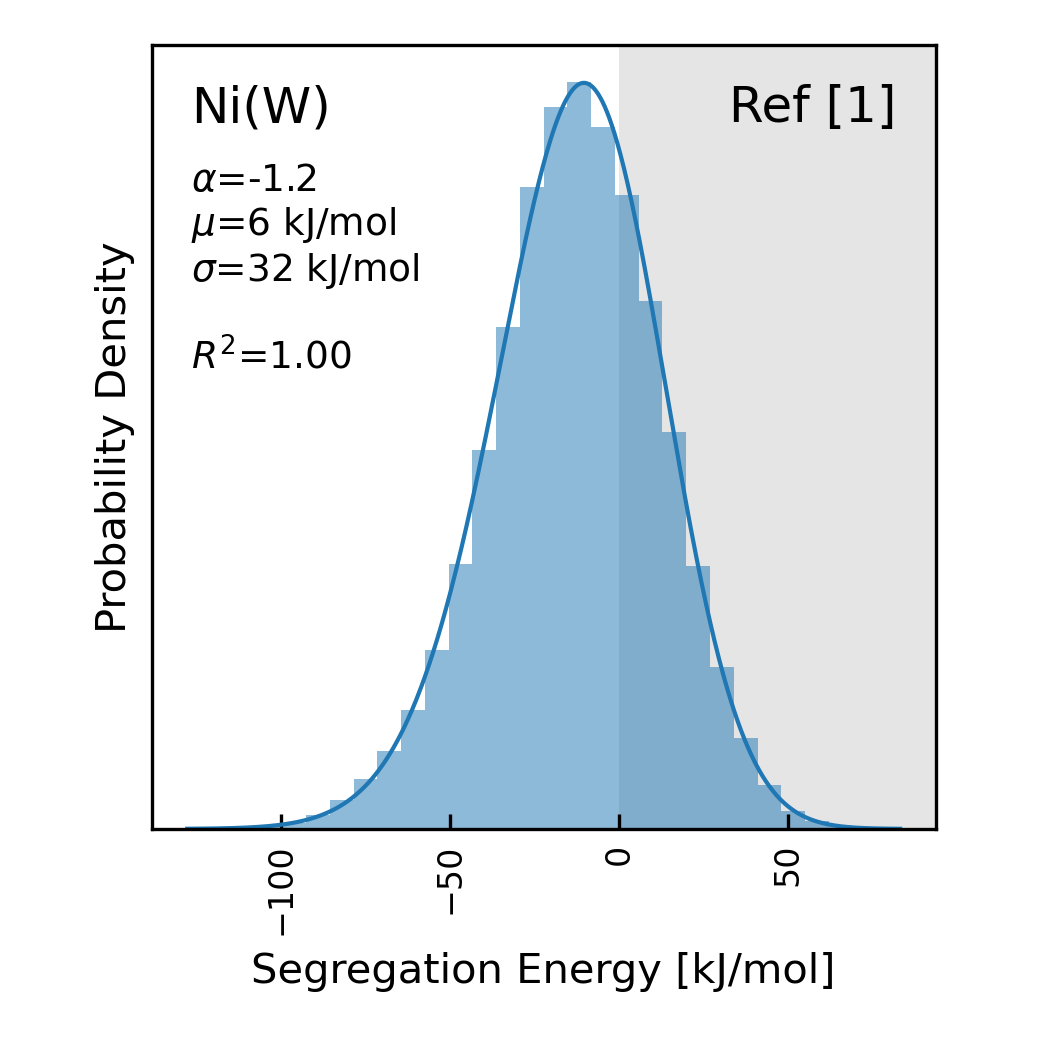 Ni(W)
Ref [1]
α=-1.2
μ=6 kJ/mol
σ=32 kJ/mol
R²=1.00
Probability Density
−100
−50
0
50
Segregation Energy [kJ/mol]